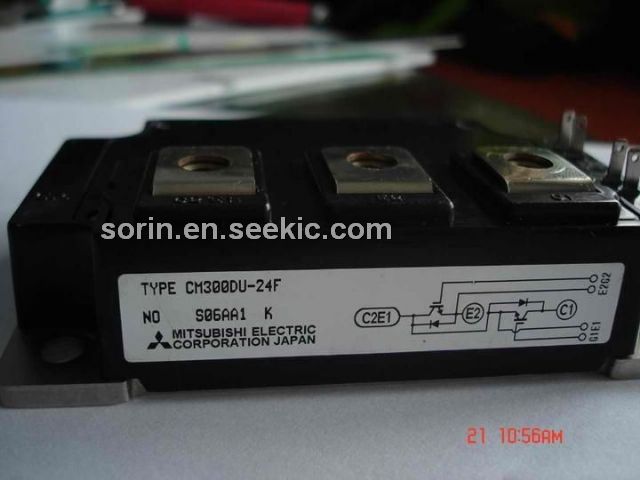 sorin.en.seekic.com
TYPE CM300DU-24F
NO S06AA1 K
MITSUBISHI ELECTRIC
CORPORATION JAPAN
C2E1
E2
C1
E2G2
G1E1
21 10:56AM